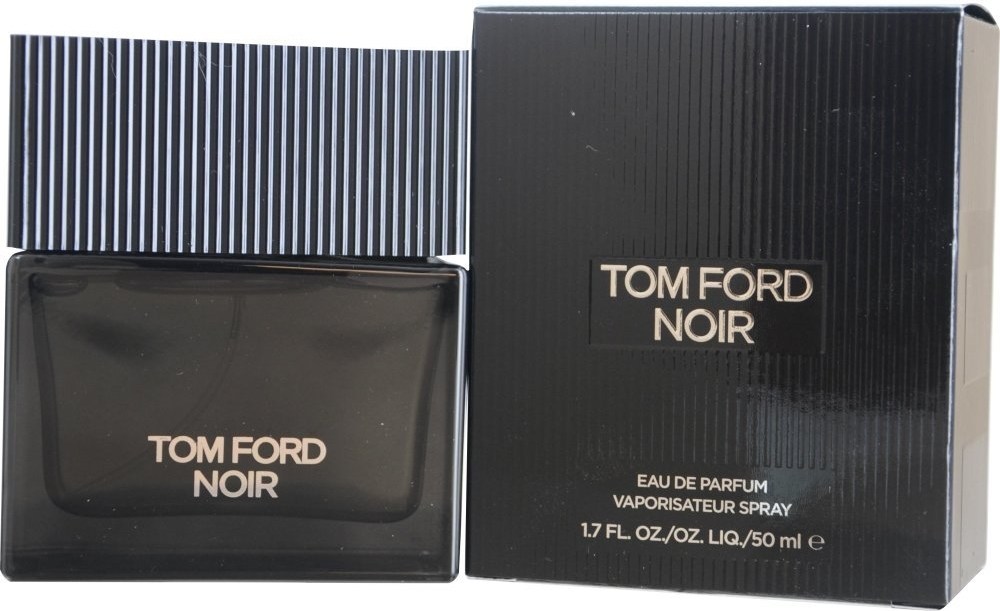 TOM FORD
NOIR
TOM FORD
NOIR
EAU DE PARFUM
VAPORISATEUR SPRAY
1.7 FL. OZ./OZ. LIQ./50 ml ℮